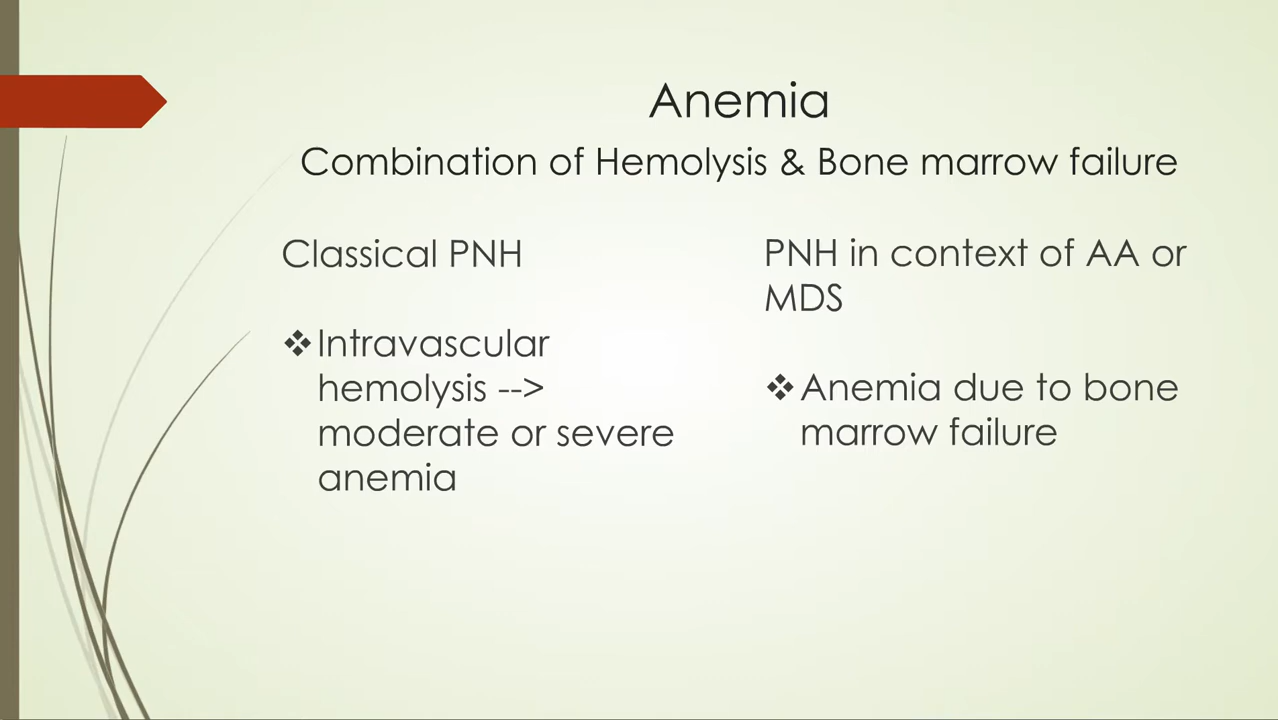 Anemia
Combination of Hemolysis & Bone marrow failure
Classical PNH
❖Intravascular
hemolysis -->
moderate or severe
anemia
PNH in context of AA or
MDS
❖Anemia due to bone
marrow failure